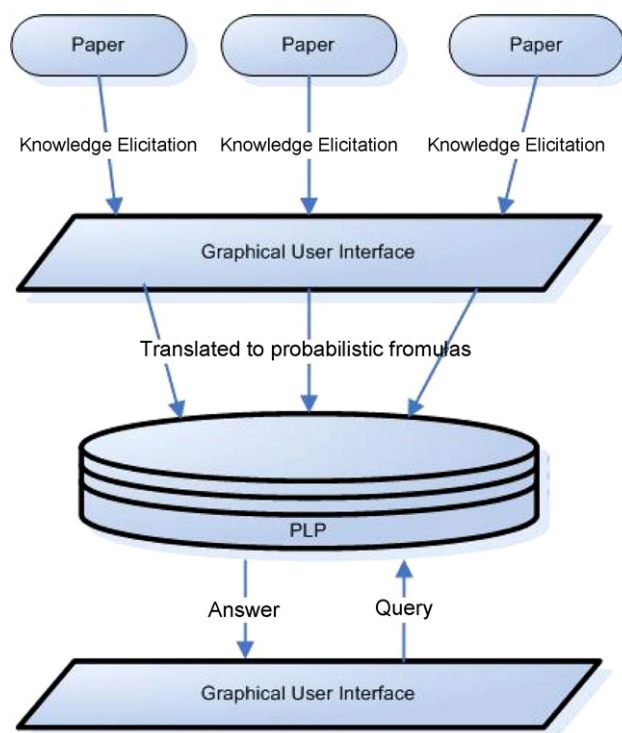 Paper Paper Paper
Knowledge Elicitation Knowledge Elicitation Knowledge Elicitation
Graphical User Interface
Translated to probabilistic fromulas
PLP
Answer Query
Graphical User Interface